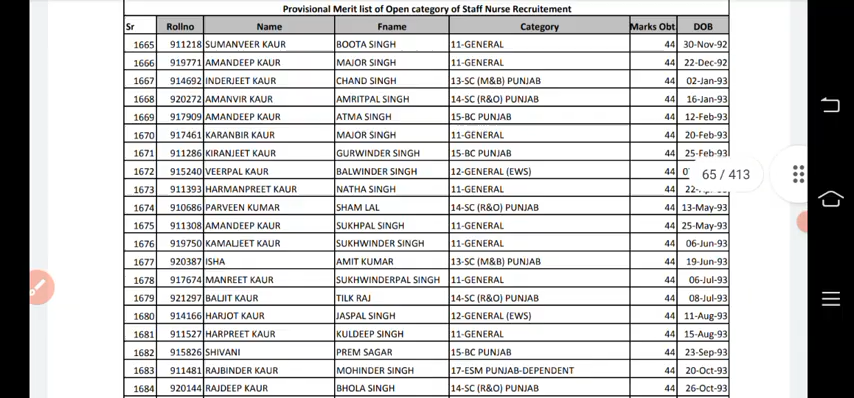 Provisional Merit list of Open category of Staff Nurse Recruitement
Sr Rollno Name Fname Category Marks Obt DOB
1665 911218 SUMANVEER KAUR BOOTA SINGH 11-GENERAL 44 30-Nov-92
1666 919771 AMANDEEP KAUR MAJOR SINGH 11-GENERAL 44 22-Dec-92
1667 914692 INDERJEET KAUR CHAND SINGH 13-SC (M&B) PUNJAB 44 02-Jan-93
1668 920272 AMANVIR KAUR AMRITPAL SINGH 14-SC (R&O) PUNJAB 44 16-Jan-93
1669 917909 AMANDEEP KAUR ATMA SINGH 15-BC PUNJAB 44 12-Feb-93
1670 917461 KARANBIR KAUR MAJOR SINGH 11-GENERAL 44 20-Feb-93
1671 911286 KIRANJEET KAUR GURWINDER SINGH 15-BC PUNJAB 44 25-Feb-93
1672 915240 VEERPAL KAUR BALWINDER SINGH 12-GENERAL (EWS) 44
65 / 413
1673 911393 HARMANPREET KAUR NATHA SINGH 11-GENERAL 44
1674 910686 PARVEEN KUMAR SHAM LAL 14-SC (R&O) PUNJAB 44 13-May-93
1675 911308 AMANDEEP KAUR SUKHPAL SINGH 11-GENERAL 44 25-May-93
1676 919750 KAMALJEET KAUR SUKHWINDER SINGH 11-GENERAL 44 06-Jun-93
1677 920387 ISHA AMIT KUMAR 13-SC (M&B) PUNJAB 44 19-Jun-93
1678 917674 MANREET KAUR SUKHWINDERPAL SINGH 11-GENERAL 44 06-Jul-93
1679 921297 BALJIT KAUR TILK RAJ 14-SC (R&O) PUNJAB 44 08-Jul-93
1680 914166 HARJOT KAUR JASPAL SINGH 12-GENERAL (EWS) 44 11-Aug-93
1681 911527 HARPREET KAUR KULDEEP SINGH 11-GENERAL 44 15-Aug-93
1682 915826 SHIVANI PREM SAGAR 15-BC PUNJAB 44 23-Sep-93
1683 911481 RAJBINDER KAUR MOHINDER SINGH 17-ESM PUNJAB-DEPENDENT 44 20-Oct-93
1684 920144 RAJDEEP KAUR BHOLA SINGH 14-SC (R&O) PUNJAB 44 26-Oct-93